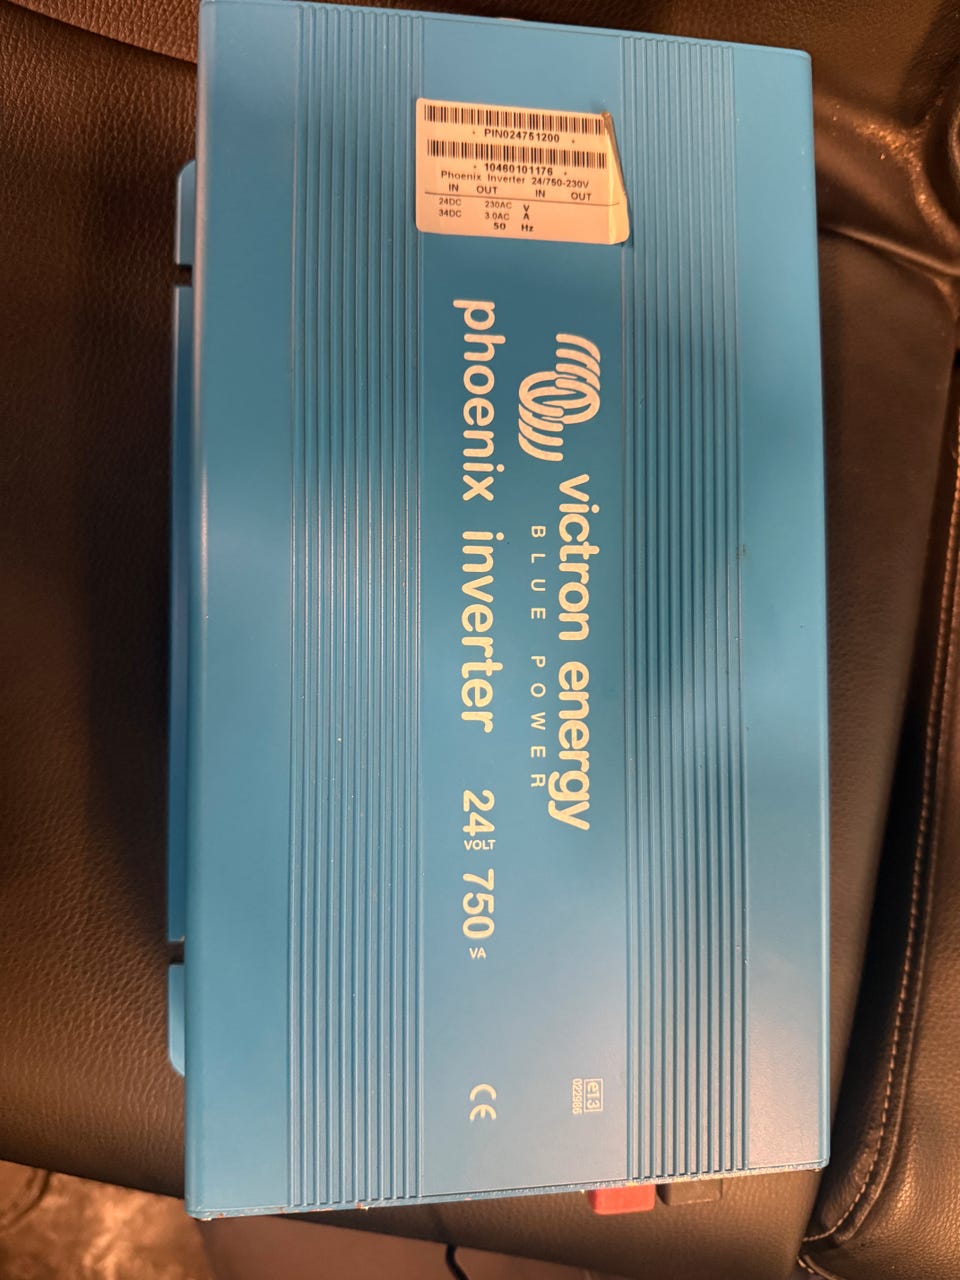 PIN024751200
10460101176
Phoenix Inverter 24/750-230V
IN OUT IN OUT
24DC 230AC V
34DC 3.0AC A
50 Hz
victron energy
BLUE POWER
phoenix inverter 24 VOLT 750 VA
e13
022986
CE